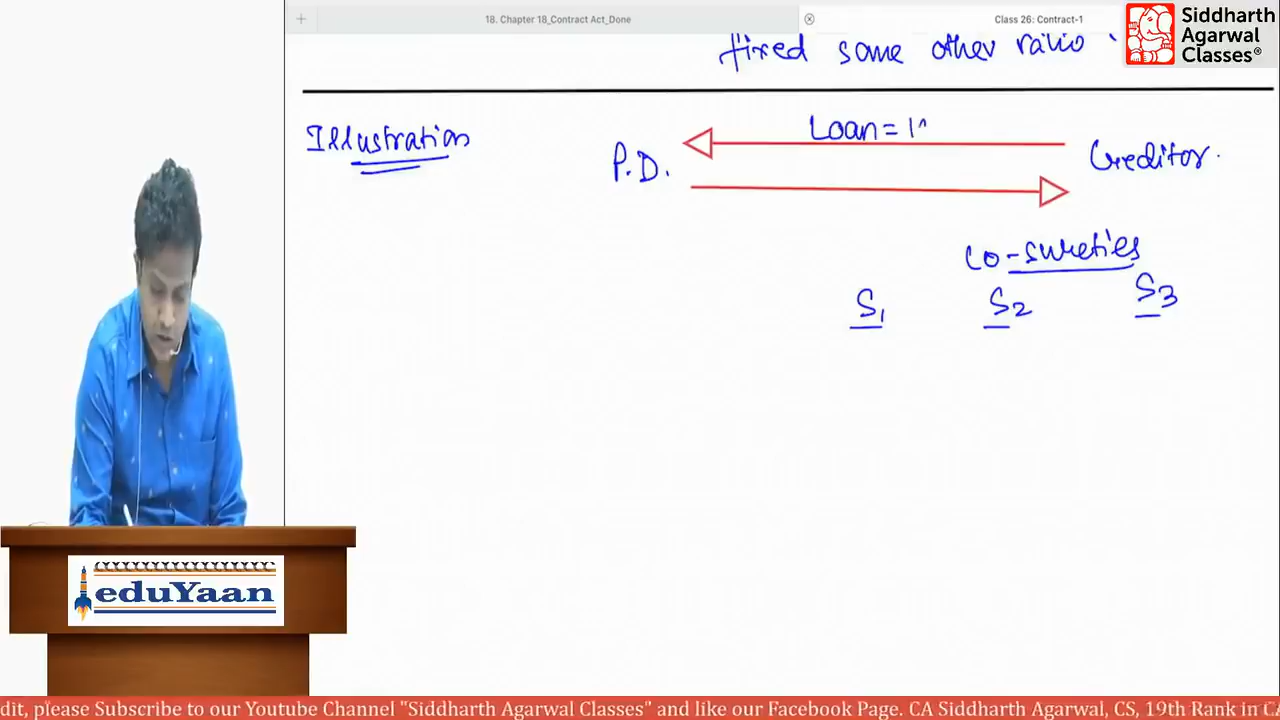 18. Chapter 18_Contract Act_Done
Class 26: Contract-1
Siddharth
Agarwal
Classes®
fixed some other ratio
Illustration
Loan = 1
P.D.
Creditor.
Co-sureties
S1 S2 S3
eduYaan
dit, please Subscribe to our Youtube Channel "Siddharth Agarwal Classes" and like our Facebook Page. CA Siddharth Agarwal, CS, 19th Rank in CA